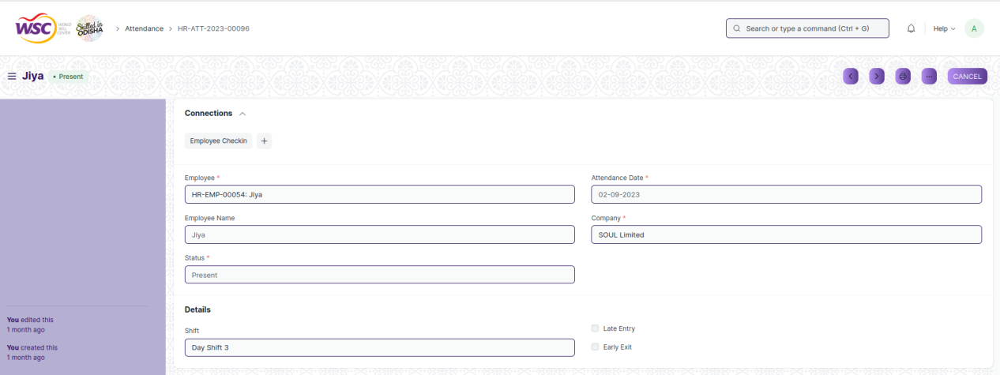 WSC WORLD SKILL CENTER Skilled in ODISHA > Attendance > HR-ATT-2023-00096 Search or type a command (Ctrl + G) Help A
Jiya • Present CANCEL
Connections
Employee Checkin +
Employee * Attendance Date *
HR-EMP-00054: Jiya 02-09-2023
Employee Name Company *
Jiya SOUL Limited
Status *
Present
Details
Shift Late Entry
Day Shift 3 Early Exit
You edited this
1 month ago
You created this
1 month ago